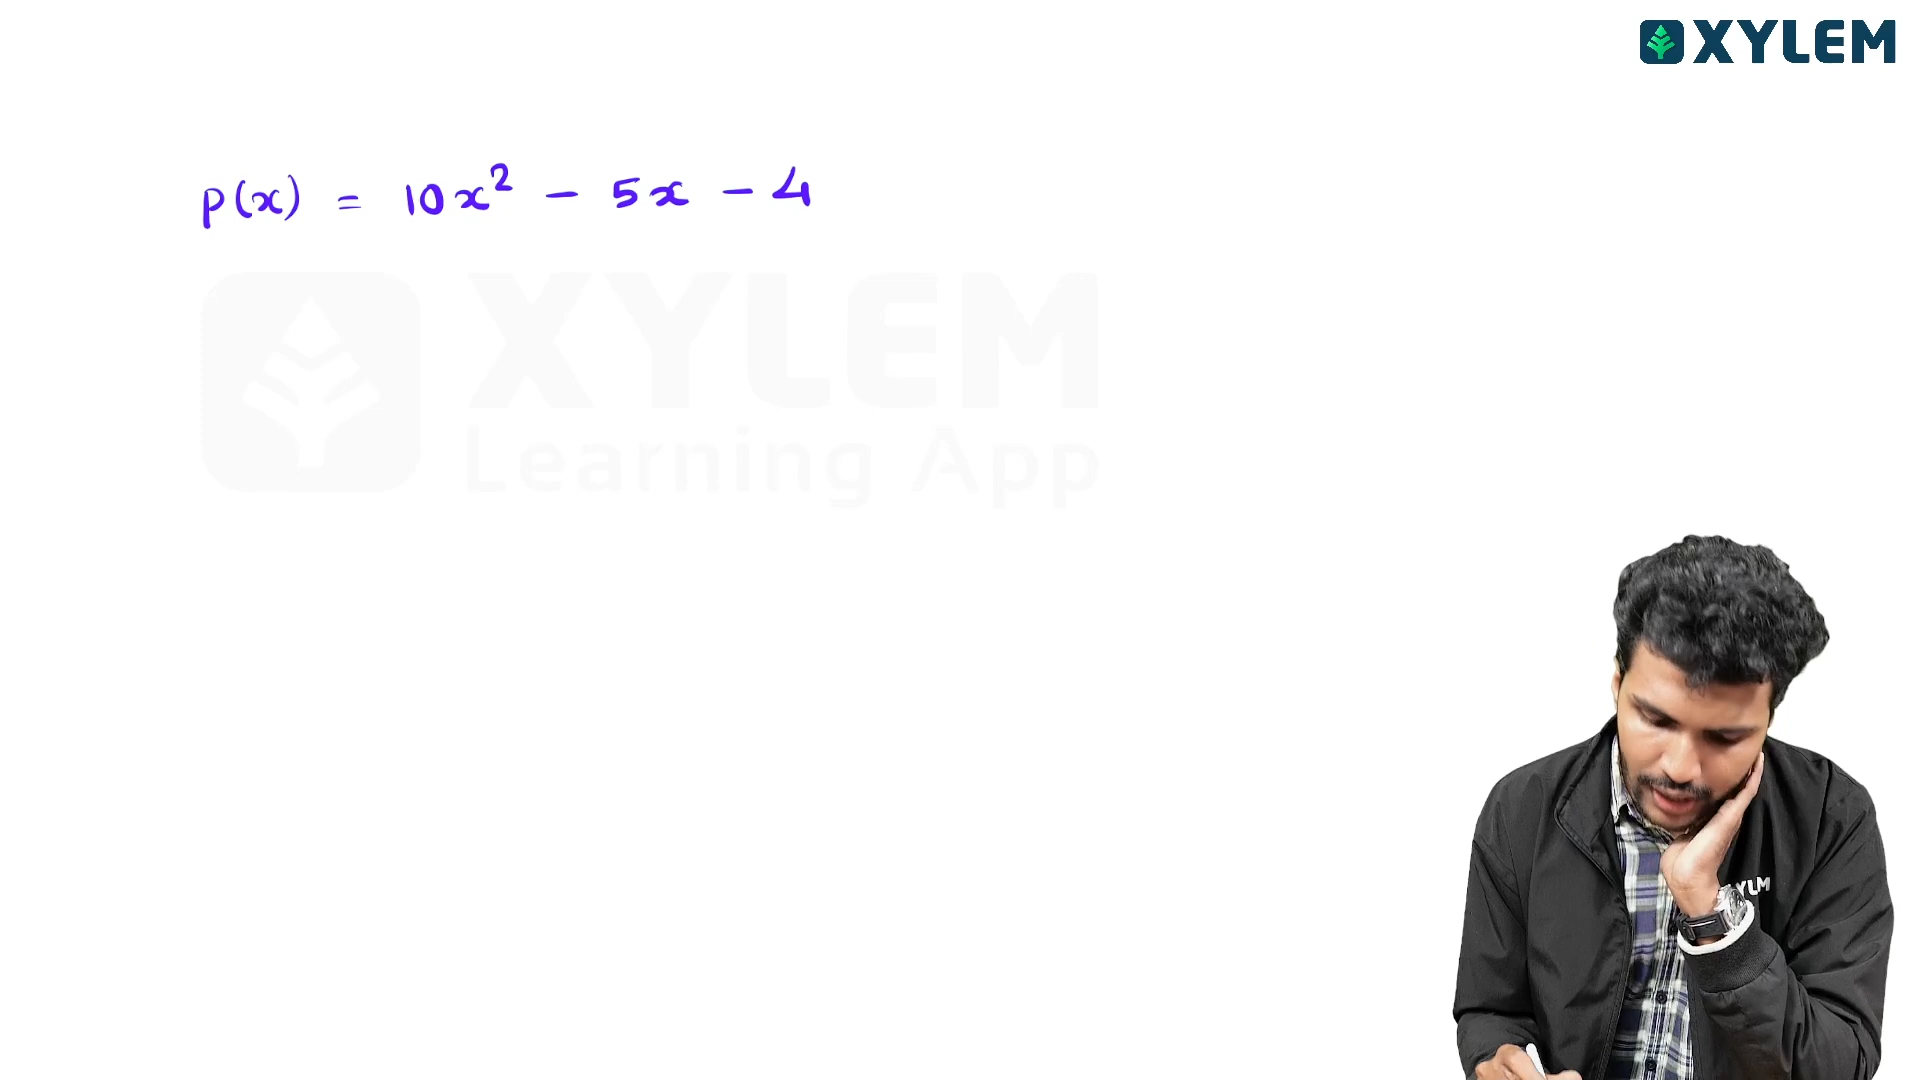 XYLEM
p(x) = 10x² - 5x - 4
XYLEM
Learning App
XYLM